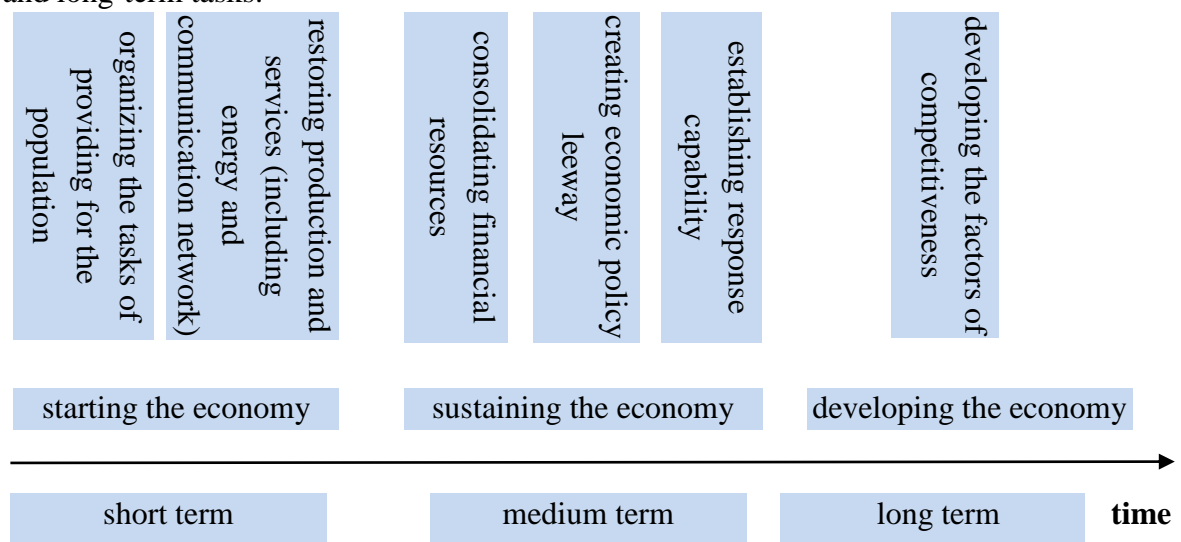 and long-term tasks.
organizing the tasks of
providing for the
population
restoring production and
services (including
energy and
communication network)
consolidating financial
resources
creating economic policy
leeway
establishing response
capability
developing the factors of
competitiveness
starting the economy
sustaining the economy
developing the economy
short term
medium term
long term
time